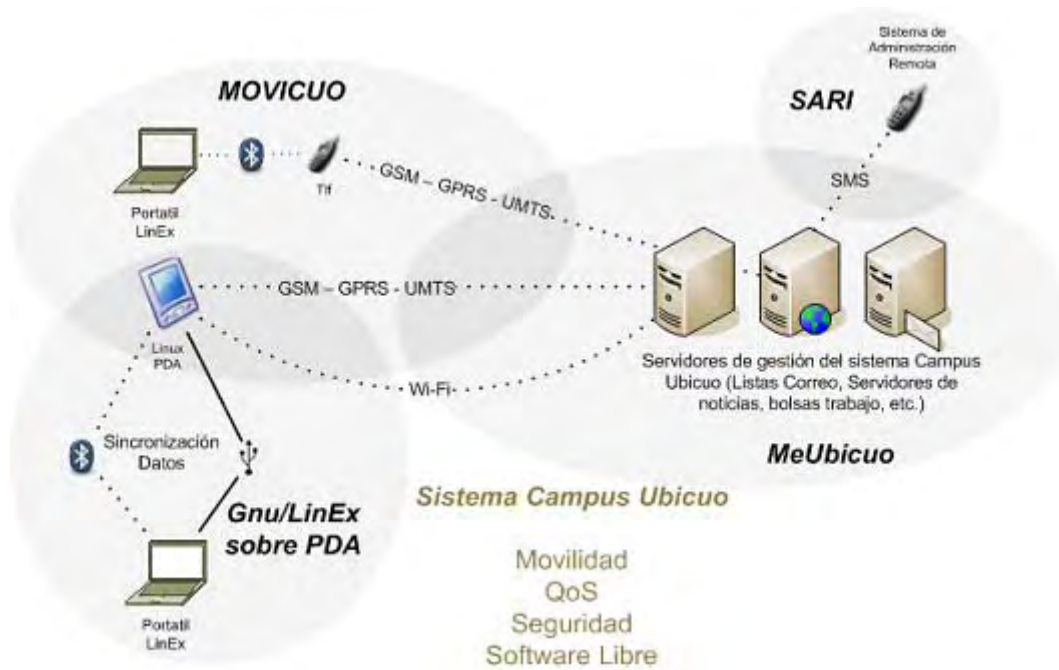 Sistema de
Administración
Remota
MOVICUO
SARI
GSM – GPRS - UMTS
SMS
Tlf
Portatil
LinEx
GSM – GPRS - UMTS
Linux
PDA
Servidores de gestión del sistema Campus
Ubicuo (Listas Correo, Servidores de
noticias, bolsas trabajo, etc.)
Wi-Fi
Sincronización
Datos
MeUbicuo
Sistema Campus Ubicuo
Gnu/LinEx
sobre PDA
Movilidad
QoS
Seguridad
Software Libre
Portatil
LinEx